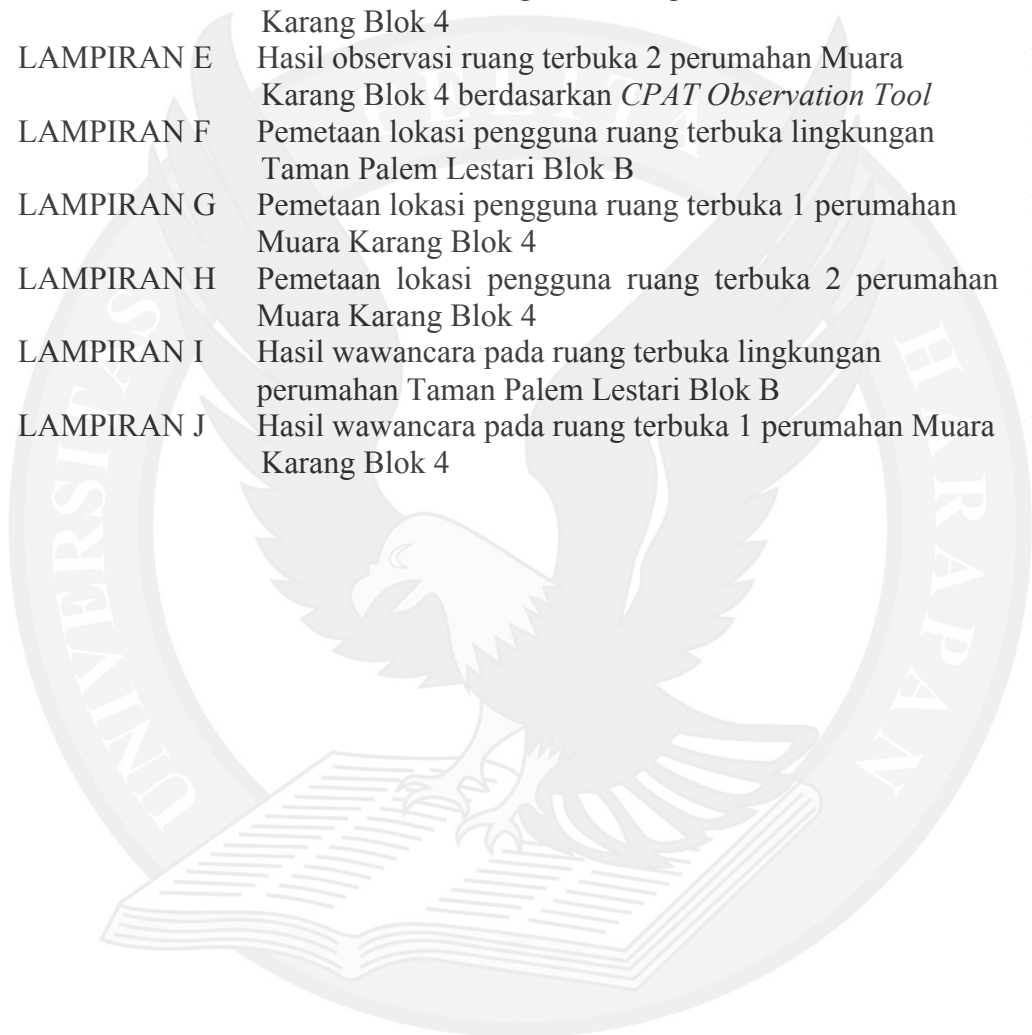 Karang Blok 4
LAMPIRAN E Hasil observasi ruang terbuka 2 perumahan Muara
Karang Blok 4 berdasarkan CPAT Observation Tool
LAMPIRAN F Pemetaan lokasi pengguna ruang terbuka lingkungan
Taman Palem Lestari Blok B
LAMPIRAN G Pemetaan lokasi pengguna ruang terbuka 1 perumahan
Muara Karang Blok 4
LAMPIRAN H Pemetaan lokasi pengguna ruang terbuka 2 perumahan
Muara Karang Blok 4
LAMPIRAN I Hasil wawancara pada ruang terbuka lingkungan
perumahan Taman Palem Lestari Blok B
LAMPIRAN J Hasil wawancara pada ruang terbuka 1 perumahan Muara
Karang Blok 4
UNIVERSITAS PELITA HARAPAN